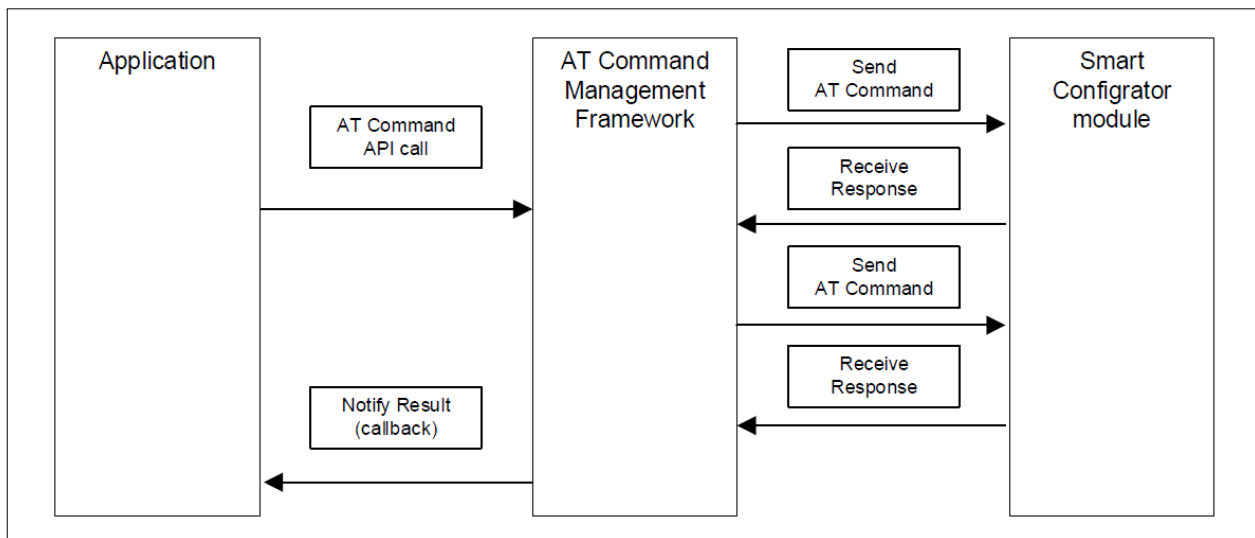 Application
AT Command
API call
Notify Result
(callback)
AT Command
Management
Framework
Send
AT Command
Receive
Response
Send
AT Command
Receive
Response
Smart
Configrator
module